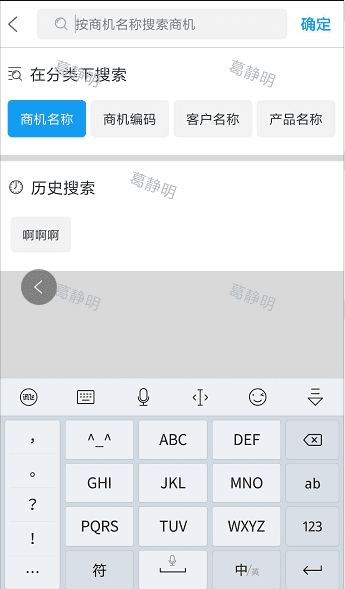 按商机名称搜索商机 确定
在分类下搜索
葛静明 葛静明
商机名称 商机编码 客户名称 产品名称
葛静明
历史搜索
啊啊啊
葛静明 葛静明
， ^_^ ABC DEF
。 GHI JKL MNO ab
？ PQRS TUV WXYZ 123
！
… 符 中/英